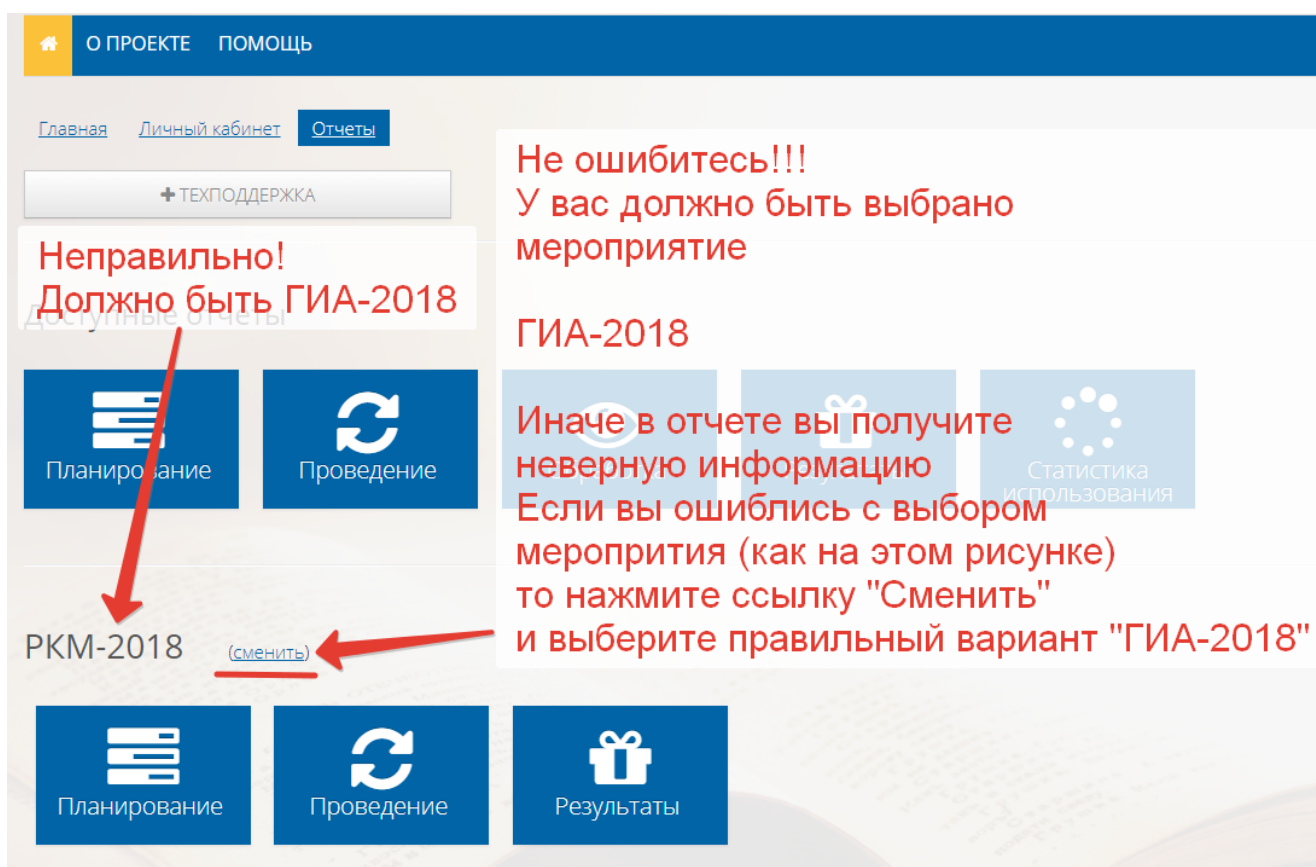 О ПРОЕКТЕ ПОМОЩЬ
Главная Личный кабинет Отчеты
ТЕХПОДДЕРЖКА
Неправильно!
Должно быть ГИА-2018
Доступные отчеты
Не ошибитесь!!!
У вас должно быть выбрано
мероприятие
ГИА-2018
Иначе в отчете вы получите
неверную информацию
Если вы ошиблись с выбором
меропрития (как на этом рисунке)
то нажмите ссылку "Сменить"
и выберите правильный вариант "ГИА-2018"
Планирование
Проведение
Статистика
использования
РКМ-2018 (сменить)
Планирование
Проведение
Результаты